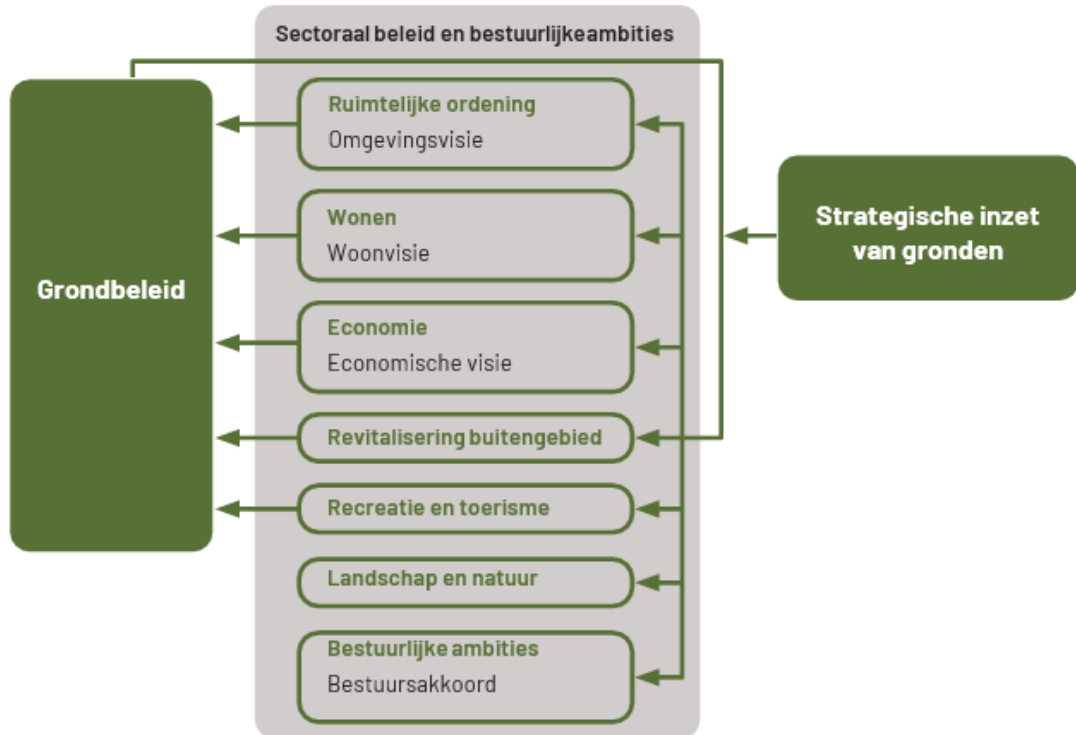 Sectoraal beleid en bestuurlijkeambities
Grondbeleid
Ruimtelijke ordening
Omgevingsvisie
Wonen
Woonvisie
Economie
Economische visie
Revitalisering buitengebied
Recreatie en toerisme
Landschap en natuur
Bestuurlijke ambities
Bestuursakkoord
Strategische inzet
van gronden